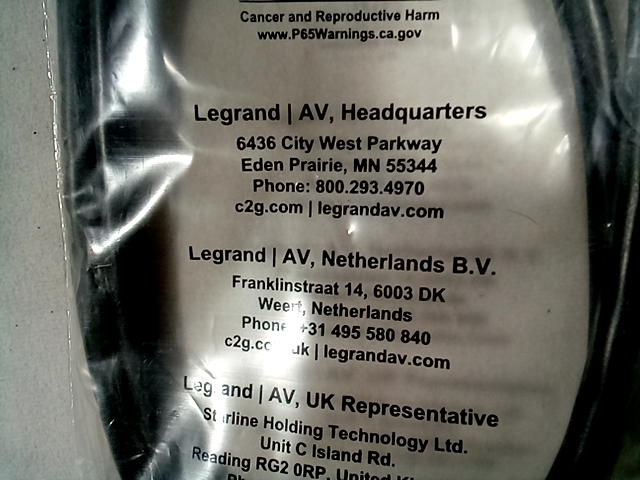 Cancer and Reproductive Harm
www.P65Warnings.ca.gov
Legrand | AV, Headquarters
6436 City West Parkway
Eden Prairie, MN 55344
Phone: 800.293.4970
c2g.com | legrandav.com
Legrand | AV, Netherlands B.V.
Franklinstraat 14, 6003 DK
Weert, Netherlands
Phone +31 495 580 840
legrandav.com
Legrand | AV, UK Representative
Starline Holding Technology Ltd.
Unit C Island Rd.
Reading RG2 0RP, United